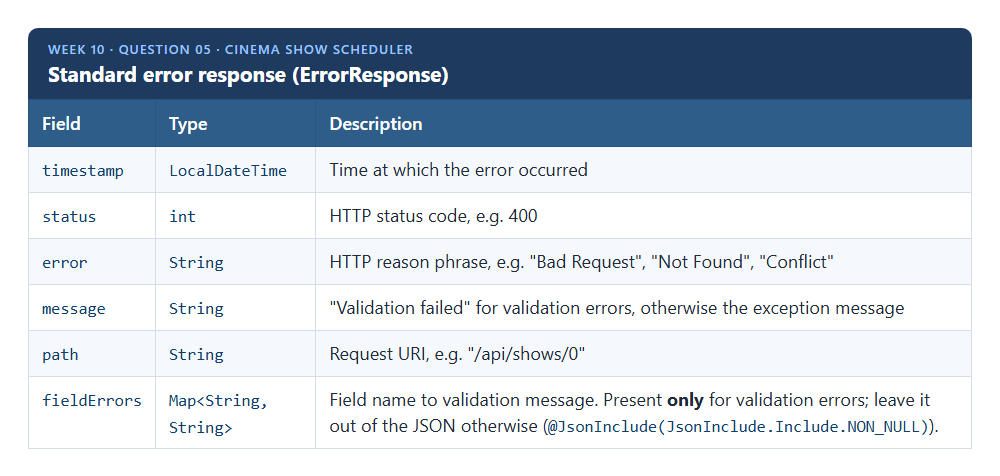 WEEK 10 · QUESTION 05 · CINEMA SHOW SCHEDULER
Standard error response (ErrorResponse)
Field Type Description
timestamp LocalDateTime Time at which the error occurred
status int HTTP status code, e.g. 400
error String HTTP reason phrase, e.g. "Bad Request", "Not Found", "Conflict"
message String "Validation failed" for validation errors, otherwise the exception message
path String Request URI, e.g. "/api/shows/0"
fieldErrors Map<String, Field name to validation message. Present only for validation errors; leave it
String> out of the JSON otherwise (@JsonInclude(JsonInclude.Include.NON_NULL)).